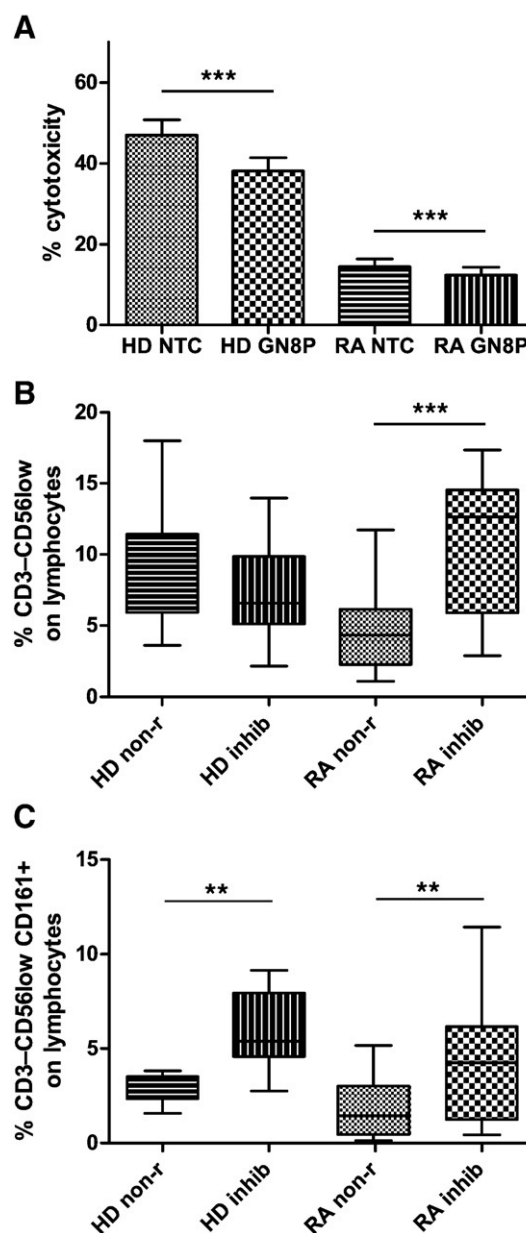 A
% cytotoxicity
60
40
20
0
***
***
HD NTC
HD GN8P
RA NTC
RA GN8P
B
% CD3–CD56low
on lymphocytes
20
15
10
5
0
***
HD non-r
HD inhib
RA non-r
RA inhib
C
% CD3–CD56low CD161+
on lymphocytes
15
10
5
0
**
**
HD non-r
HD inhib
RA non-r
RA inhib